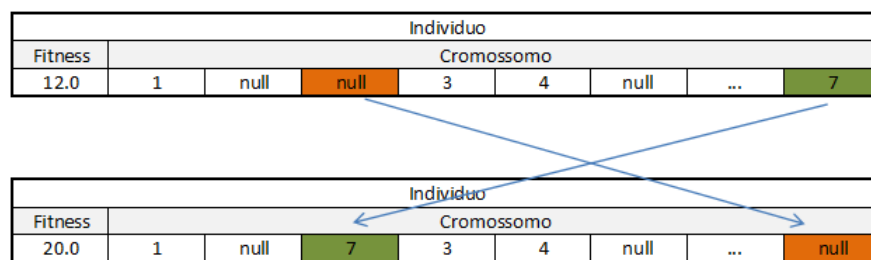 Individuo
Fitness Cromossomo
12.0 1 null null 3 4 null ... 7
Individuo
Fitness Cromossomo
20.0 1 null 7 3 4 null ... null